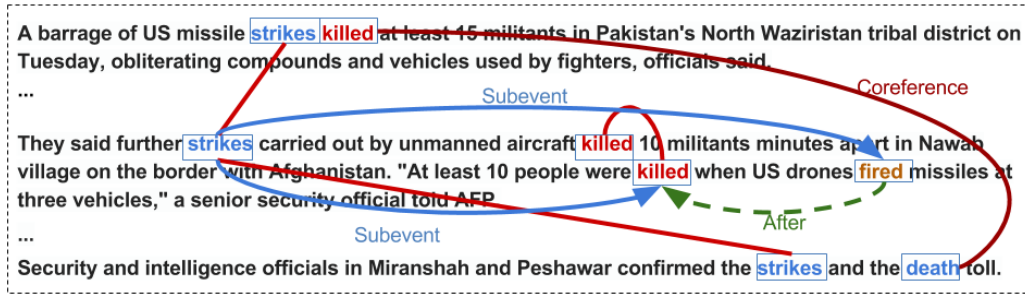 A barrage of US missile strikes killed at least 15 militants in Pakistan's North Waziristan tribal district on
Tuesday, obliterating compounds and vehicles used by fighters, officials said.
Coreference
...
Subevent
They said further strikes carried out by unmanned aircraft killed 10 militants minutes apart in Nawab
village on the border with Afghanistan. "At least 10 people were killed when US drones fired missiles at
three vehicles," a senior security official told AFP
After
...
Subevent
Security and intelligence officials in Miranshah and Peshawar confirmed the strikes and the death toll.